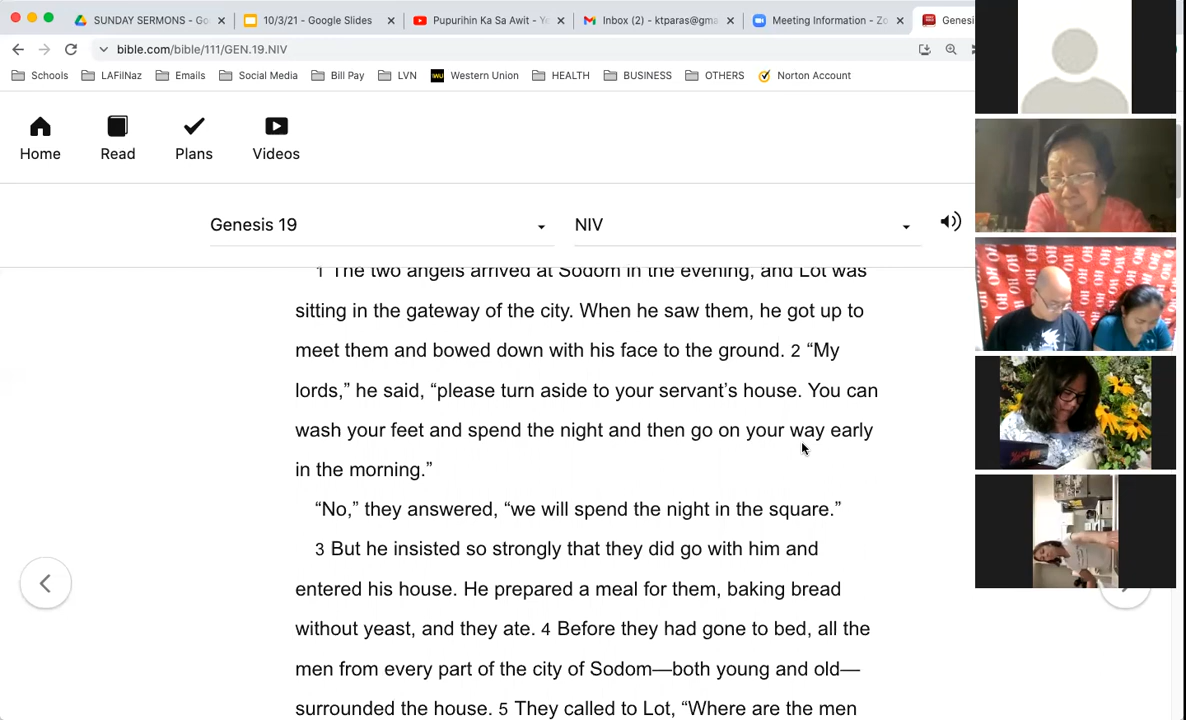 SUNDAY SERMONS - Go
10/3/21 - Google Slides
Pupurihin Ka Sa Awit - Y
Inbox (2) - ktparas@gma
Meeting Information - Zo
Genesi
bible.com/bible/111/GEN.19.NIV
Schools
LAFilNaz
Emails
Social Media
Bill Pay
LVN
WU
Western Union
HEALTH
BUSINESS
OTHERS
Norton Account
Home
Read
Plans
Videos
Genesis 19
NIV
1 The two angels arrived at Sodom in the evening, and Lot was
sitting in the gateway of the city. When he saw them, he got up to
meet them and bowed down with his face to the ground. 2 “My
lords,” he said, “please turn aside to your servant’s house. You can
wash your feet and spend the night and then go on your way early
in the morning.”
“No,” they answered, “we will spend the night in the square.”
3 But he insisted so strongly that they did go with him and
entered his house. He prepared a meal for them, baking bread
without yeast, and they ate. 4 Before they had gone to bed, all the
men from every part of the city of Sodom—both young and old—
surrounded the house. 5 They called to Lot, “Where are the men